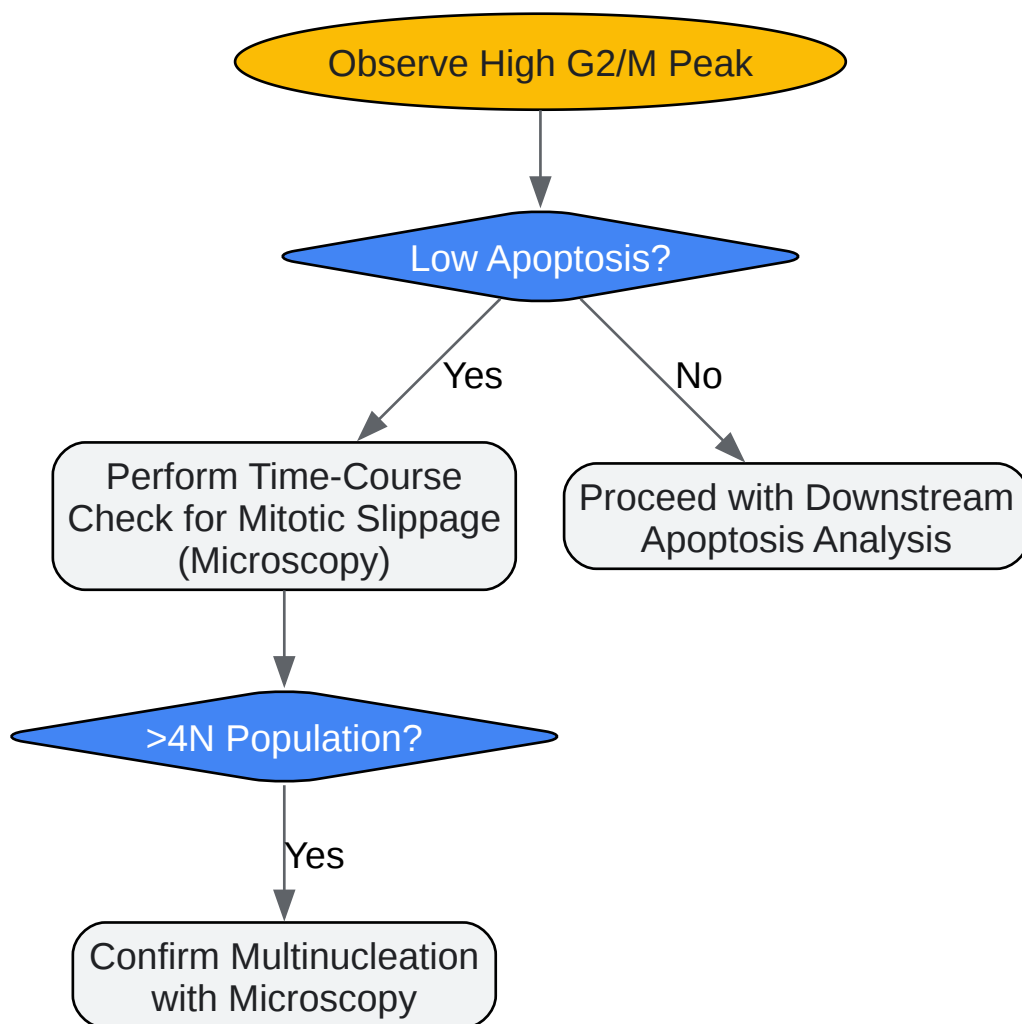 Observe High G2/M Peak
Low Apoptosis?
Yes
No
Perform Time-Course
Check for Mitotic Slippage
(Microscopy)
Proceed with Downstream
Apoptosis Analysis
>4N Population?
Yes
Confirm Multinucleation
with Microscopy